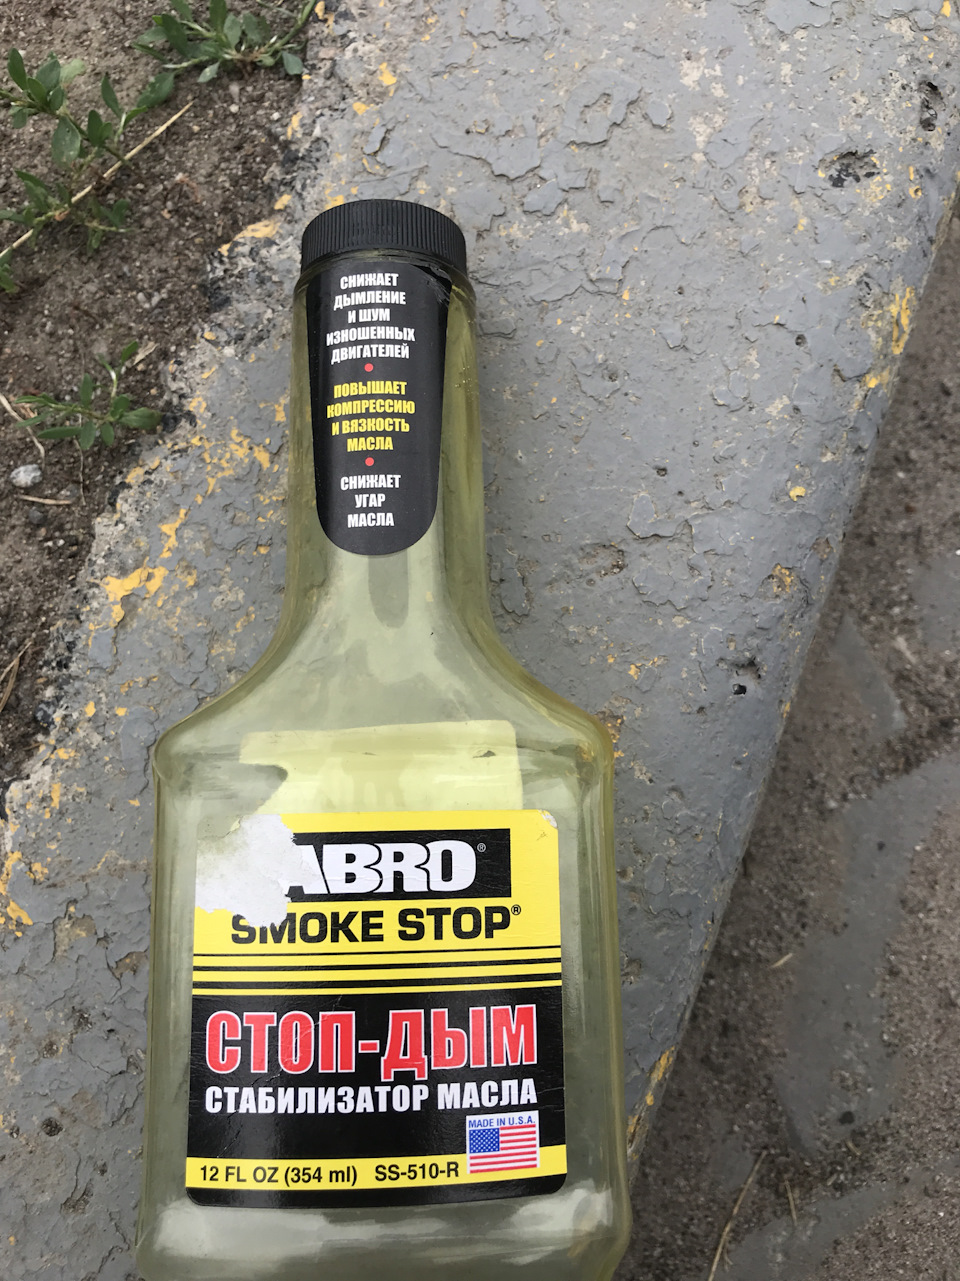 СНИЖАЕТ
ДЫМЛЕНИЕ
И ШУМ
ИЗНОШЕННЫХ
ДВИГАТЕЛЕЙ
ПОВЫШАЕТ
КОМПРЕССИЮ
И ВЯЗКОСТЬ
МАСЛА
СНИЖАЕТ
УГАР
МАСЛА
ABRO®
SMOKE STOP®
СТОП-ДЫМ
СТАБИЛИЗАТОР МАСЛА
MADE IN U.S.A.
12 FL OZ (354 ml) SS-510-R